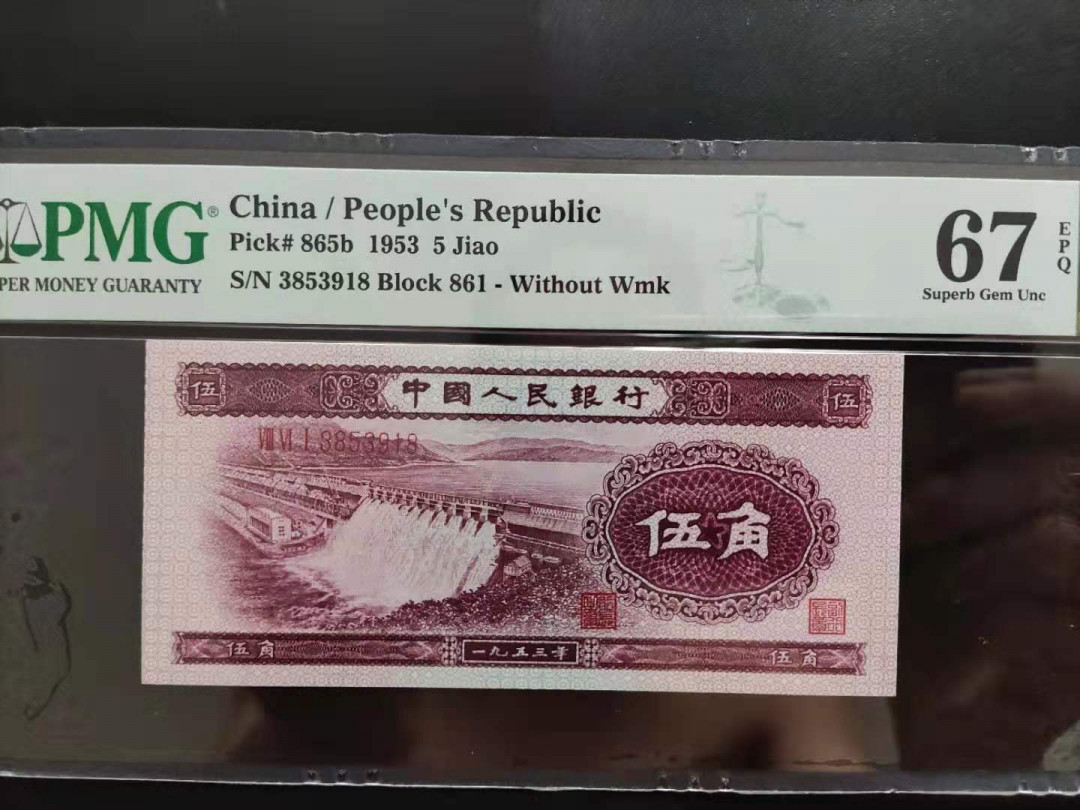 PMG®
PER MONEY GUARANTY
China / People's Republic
Pick# 865b 1953 5 Jiao
S/N 3853918 Block 861 - Without Wmk
67
EPQ
Superb Gem Unc
伍 中國人民銀行 伍
ⅧⅥⅠ3853918
伍角
伍角 一九五三年 伍角